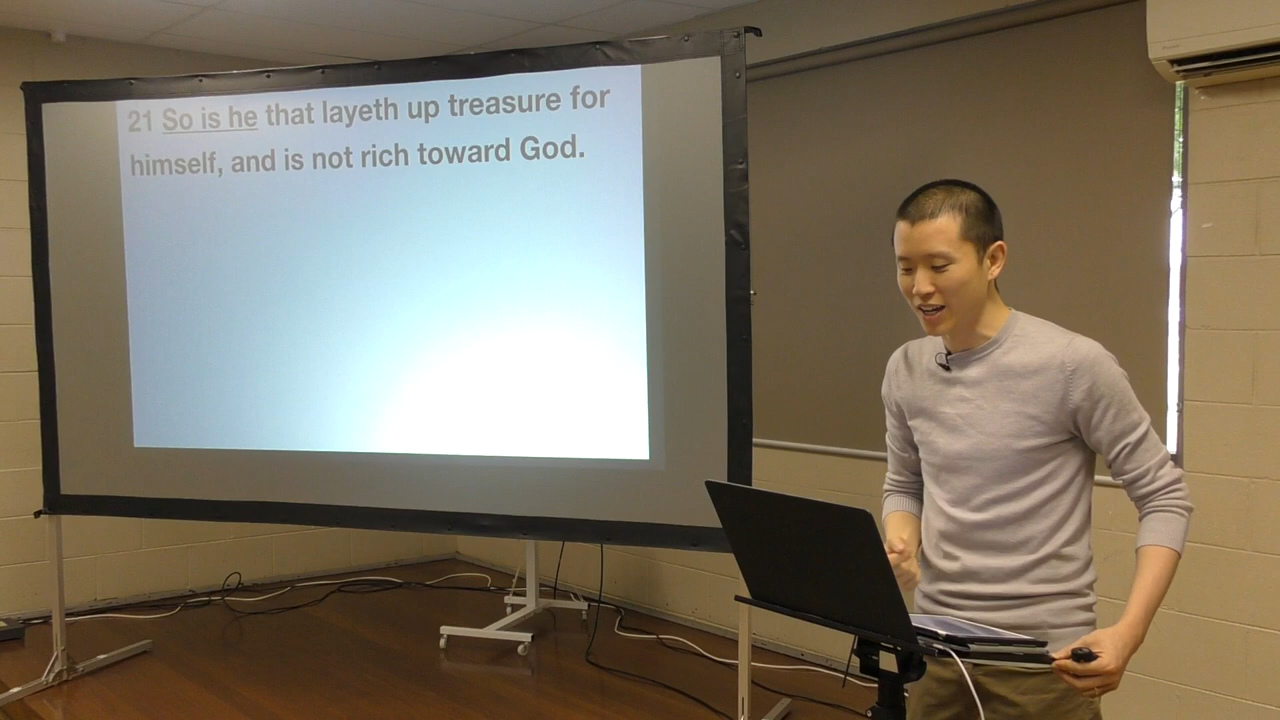 21 So is he that layeth up treasure for
himself, and is not rich toward God.